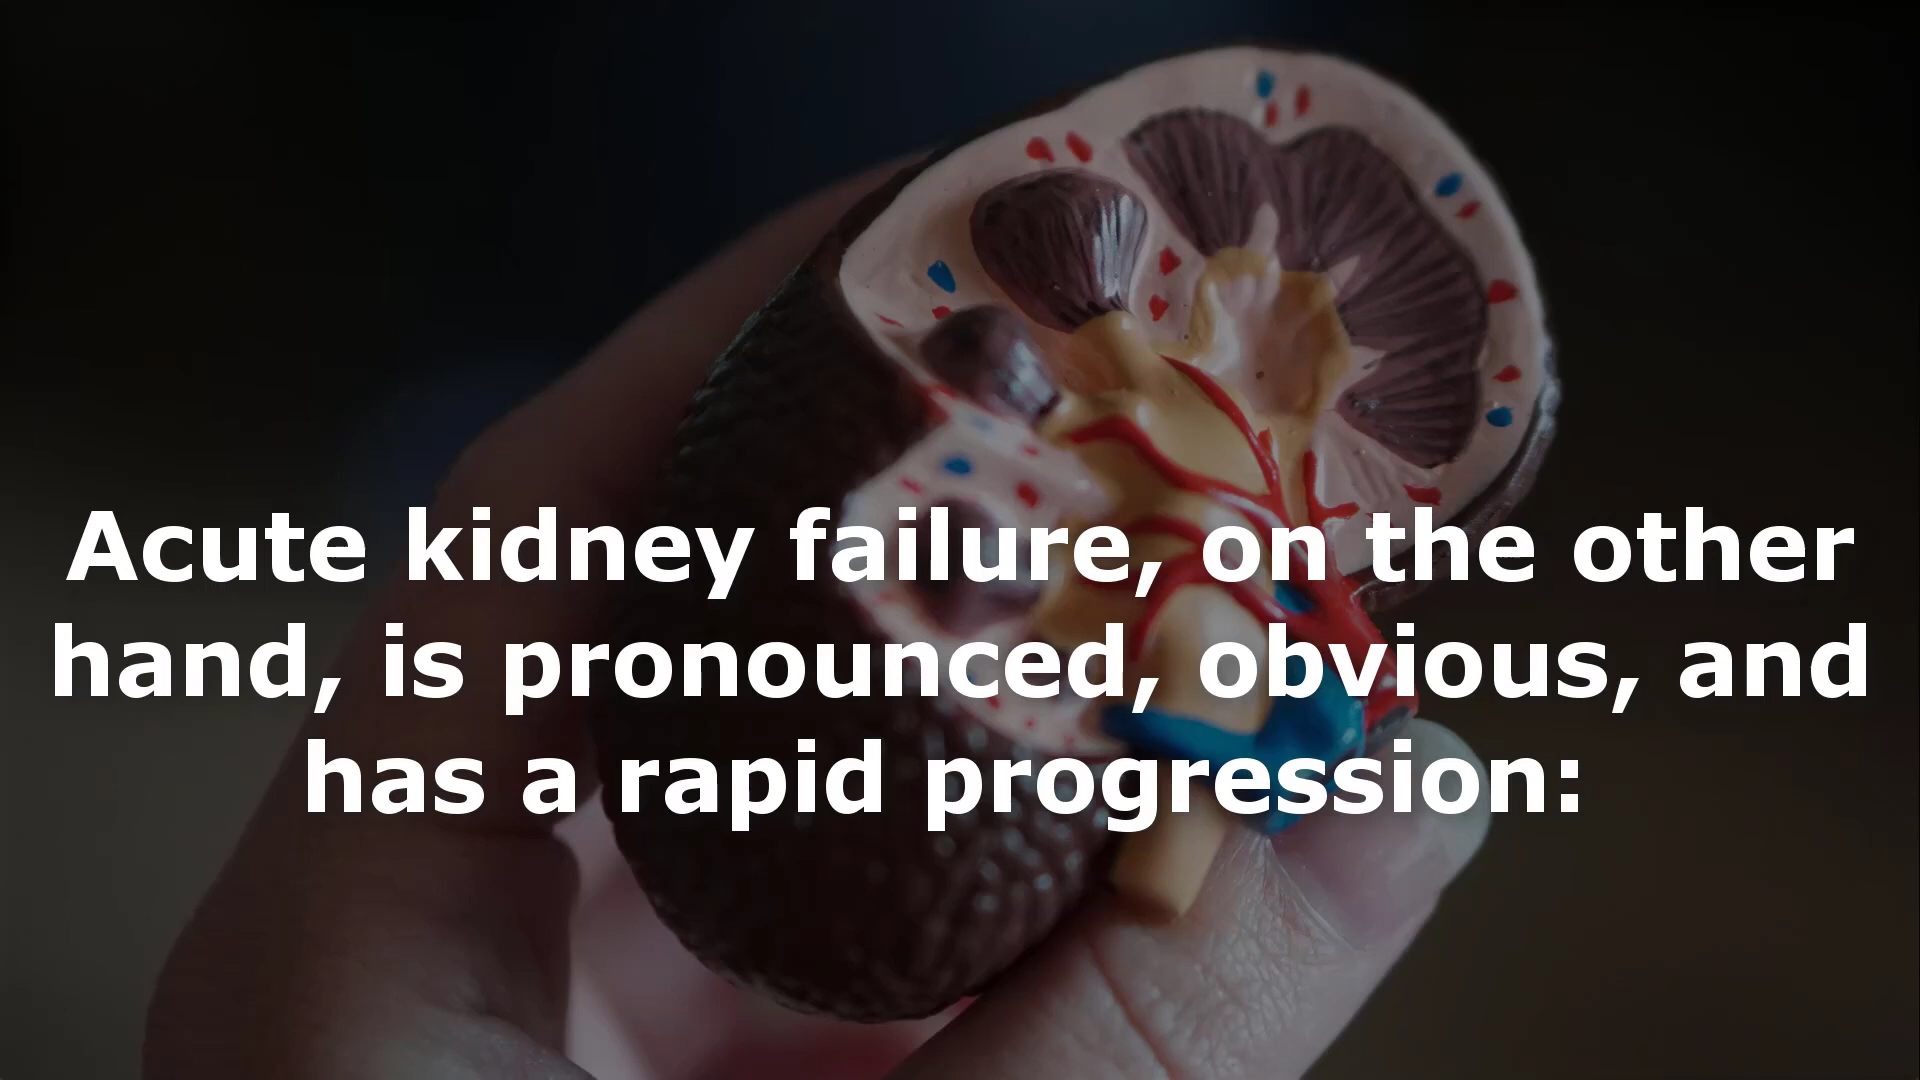 Acute kidney failure, on the other
hand, is pronounced, obvious, and
has a rapid progression: